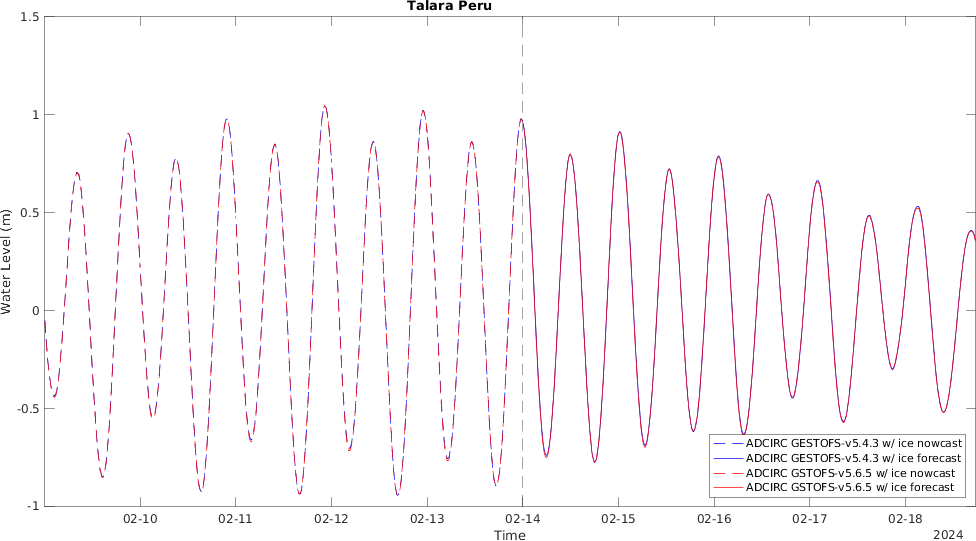 Talara Peru
1.5
1
0.5
0
-0.5
-1
Water Level (m)
02-10 02-11 02-12 02-13 02-14 02-15 02-16 02-17 02-18
Time
2024
ADCIRC GESTOFS-v5.4.3 w/ ice nowcast
ADCIRC GESTOFS-v5.4.3 w/ ice forecast
ADCIRC GSTOFS-v5.6.5 w/ ice nowcast
ADCIRC GSTOFS-v5.6.5 w/ ice forecast